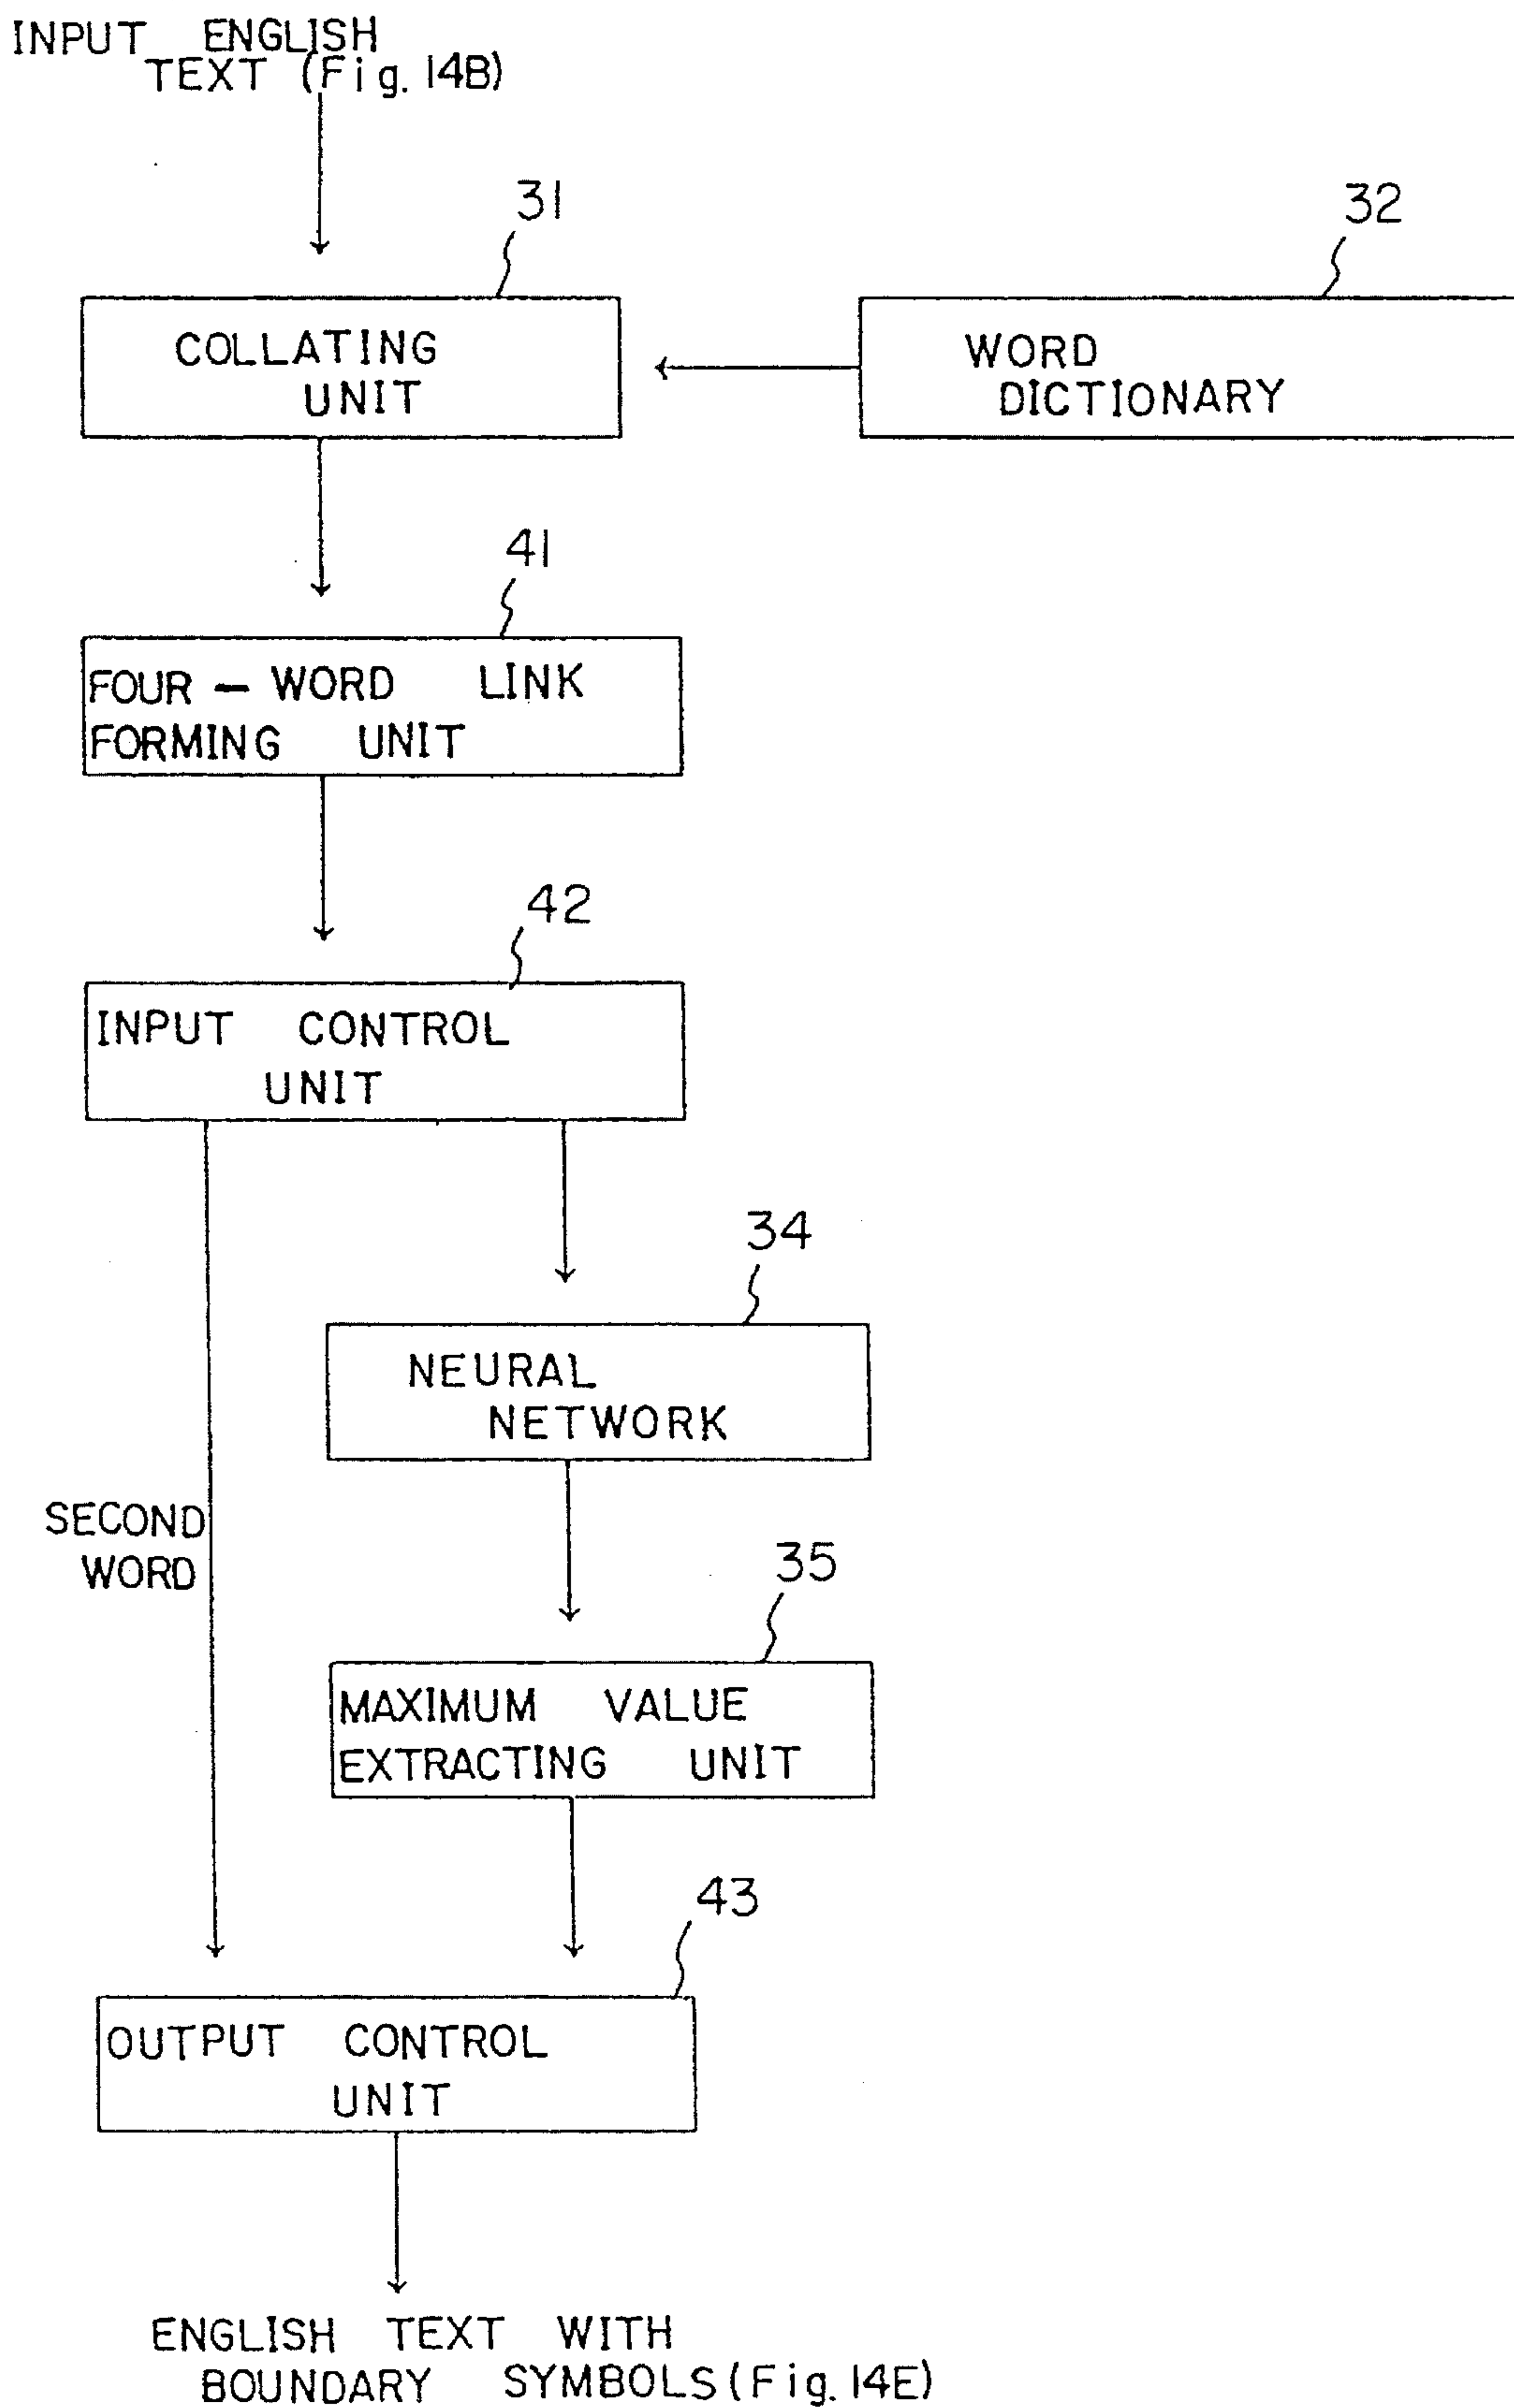 INPUT ENGLISH
TEXT (Fig. 14B)
31
32
COLLATING
UNIT
WORD
DICTIONARY
41
FOUR - WORD LINK
FORMING UNIT
42
INPUT CONTROL
UNIT
34
NEURAL
NETWORK
SECOND
WORD
35
MAXIMUM VALUE
EXTRACTING UNIT
43
OUTPUT CONTROL
UNIT
ENGLISH TEXT WITH
BOUNDARY SYMBOLS (Fig. 14E)